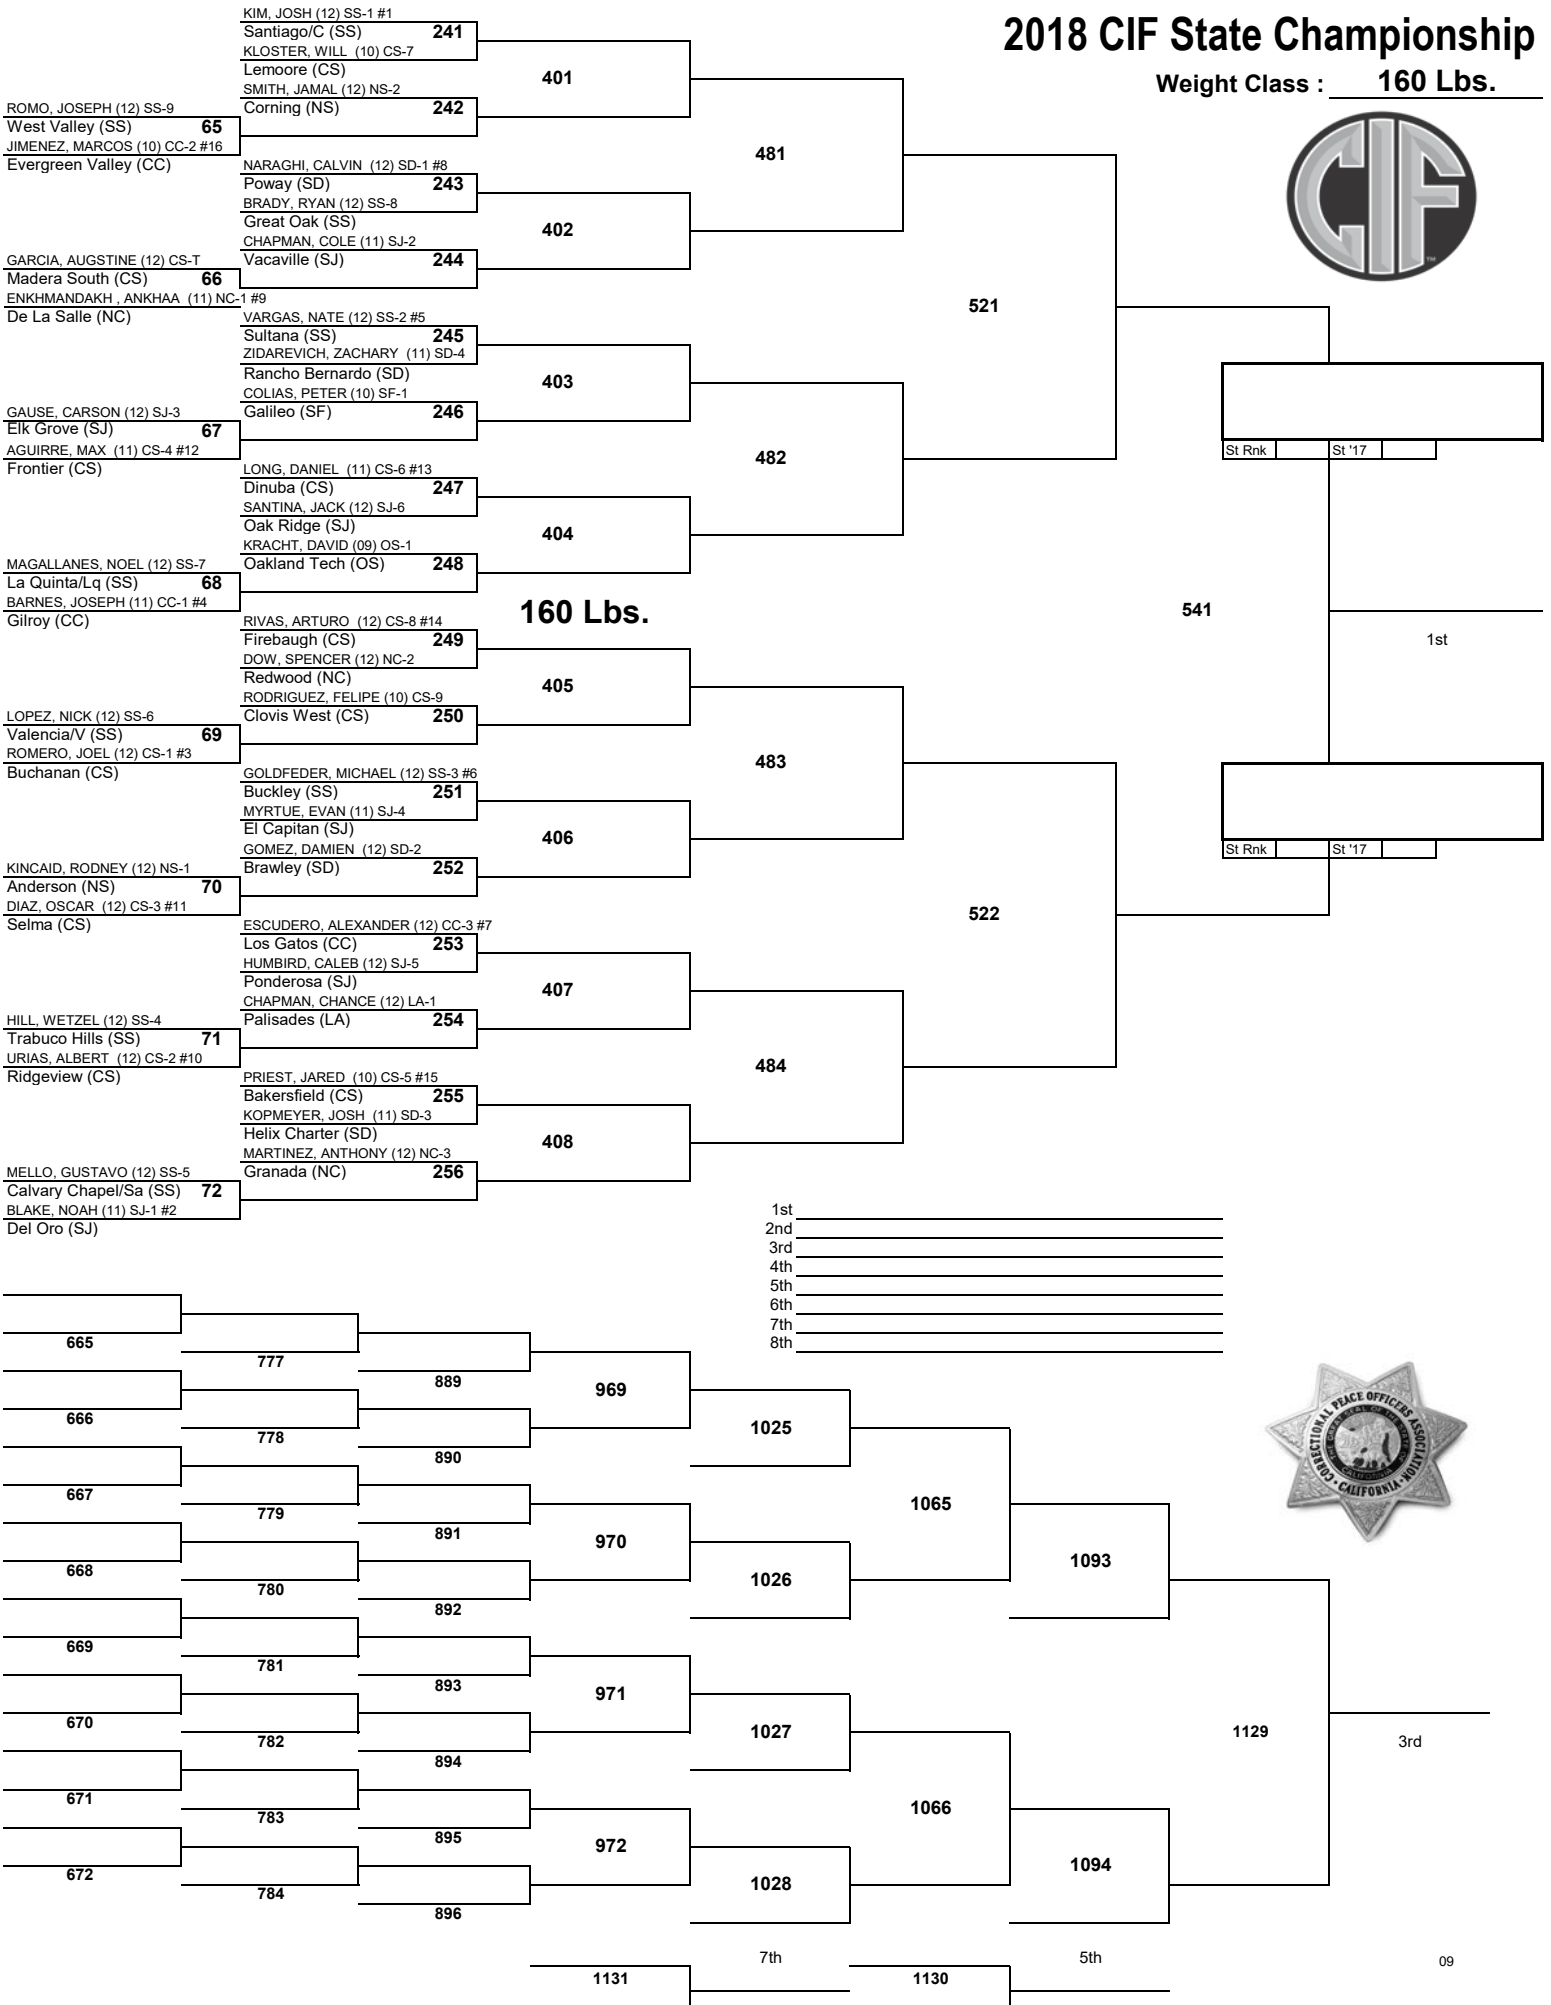 2018 CIF State Championship
Weight Class : 160 Lbs.
CIF
TM
KIM, JOSH (12) SS-1 #1
Santiago/C (SS) 241
KLOSTER, WILL (10) CS-7
Lemoore (CS)
SMITH, JAMAL (12) NS-2
Corning (NS) 242
ROMO, JOSEPH (12) SS-9
West Valley (SS) 65
JIMENEZ, MARCOS (10) CC-2 #16
Evergreen Valley (CC)
NARAGHI, CALVIN (12) SD-1 #8
Poway (SD) 243
BRADY, RYAN (12) SS-8
Great Oak (SS)
CHAPMAN, COLE (11) SJ-2
Vacaville (SJ) 244
GARCIA, AUGSTINE (12) CS-T
Madera South (CS) 66
ENKHMANDAKH , ANKHAA (11) NC-1 #9
De La Salle (NC)
VARGAS, NATE (12) SS-2 #5
Sultana (SS) 245
ZIDAREVICH, ZACHARY (11) SD-4
Rancho Bernardo (SD)
COLIAS, PETER (10) SF-1
Galileo (SF) 246
GAUSE, CARSON (12) SJ-3
Elk Grove (SJ) 67
AGUIRRE, MAX (11) CS-4 #12
Frontier (CS)
LONG, DANIEL (11) CS-6 #13
Dinuba (CS) 247
SANTINA, JACK (12) SJ-6
Oak Ridge (SJ)
KRACHT, DAVID (09) OS-1
Oakland Tech (OS) 248
MAGALLANES, NOEL (12) SS-7
La Quinta/Lq (SS) 68
BARNES, JOSEPH (11) CC-1 #4
Gilroy (CC)
160 Lbs.
RIVAS, ARTURO (12) CS-8 #14
Firebaugh (CS) 249
DOW, SPENCER (12) NC-2
Redwood (NC)
RODRIGUEZ, FELIPE (10) CS-9
Clovis West (CS) 250
LOPEZ, NICK (12) SS-6
Valencia/V (SS) 69
ROMERO, JOEL (12) CS-1 #3
Buchanan (CS)
GOLDFEDER, MICHAEL (12) SS-3 #6
Buckley (SS) 251
MYRTUE, EVAN (11) SJ-4
El Capitan (SJ)
GOMEZ, DAMIEN (12) SD-2
Brawley (SD) 252
KINCAID, RODNEY (12) NS-1
Anderson (NS) 70
DIAZ, OSCAR (12) CS-3 #11
Selma (CS)
ESCUDERO, ALEXANDER (12) CC-3 #7
Los Gatos (CC) 253
HUMBIRD, CALEB (12) SJ-5
Ponderosa (SJ)
CHAPMAN, CHANCE (12) LA-1
Palisades (LA) 254
HILL, WETZEL (12) SS-4
Trabuco Hills (SS) 71
URIAS, ALBERT (12) CS-2 #10
Ridgeview (CS)
PRIEST, JARED (10) CS-5 #15
Bakersfield (CS) 255
KOPMEYER, JOSH (11) SD-3
Helix Charter (SD)
MARTINEZ, ANTHONY (12) NC-3
Granada (NC) 256
MELLO, GUSTAVO (12) SS-5
Calvary Chapel/Sa (SS) 72
BLAKE, NOAH (11) SJ-1 #2
Del Oro (SJ)
401
402
403
404
405
406
407
408
481
482
483
484
521
522
St Rnk St '17
541
1st
St Rnk St '17
1st
2nd
3rd
4th
5th
6th
7th
8th
665
666
667
668
669
670
671
672
777
778
779
780
781
782
783
784
889
890
891
892
893
894
895
896
969
970
971
972
1025
1026
1027
1028
1065
1066
1093
1094
1129
3rd
CORRECTIONAL PEACE OFFICERS ASSOCIATION
CALIFORNIA
7th
1131
5th
1130
09